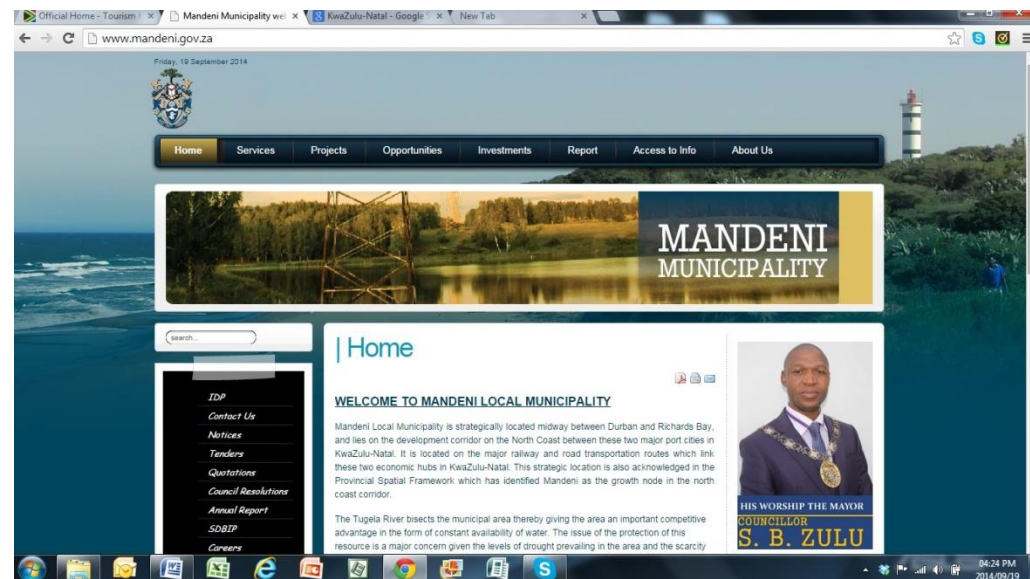 Official Home - Tourism
Mandeni Municipality wel
KwaZulu-Natal - Google S
New Tab
www.mandeni.gov.za
Friday, 19 September 2014
Home Services Projects Opportunities Investments Report Access to Info About Us
MANDENI
MUNICIPALITY
search...
| Home
IDP
Contact Us
Notices
Tenders
Quotations
Council Resolutions
Annual Report
SDBIP
Careers
WELCOME TO MANDENI LOCAL MUNICIPALITY
Mandeni Local Municipality is strategically located midway between Durban and Richards Bay,
and lies on the development corridor on the North Coast between these two major port cities in
KwaZulu-Natal. It is located on the major railway and road transportation routes which link
these two economic hubs in KwaZulu-Natal. This strategic location is also acknowledged in the
Provincial Spatial Framework which has identified Mandeni as the growth node in the north
coast corridor.
The Tugela River bisects the municipal area thereby giving the area an important competitive
advantage in the form of constant availability of water. The issue of the protection of this
resource is a major concern given the levels of drought prevailing in the area and the scarcity
HIS WORSHIP THE MAYOR
COUNCILLOR
S. B. ZULU
04:24 PM
2014/09/19